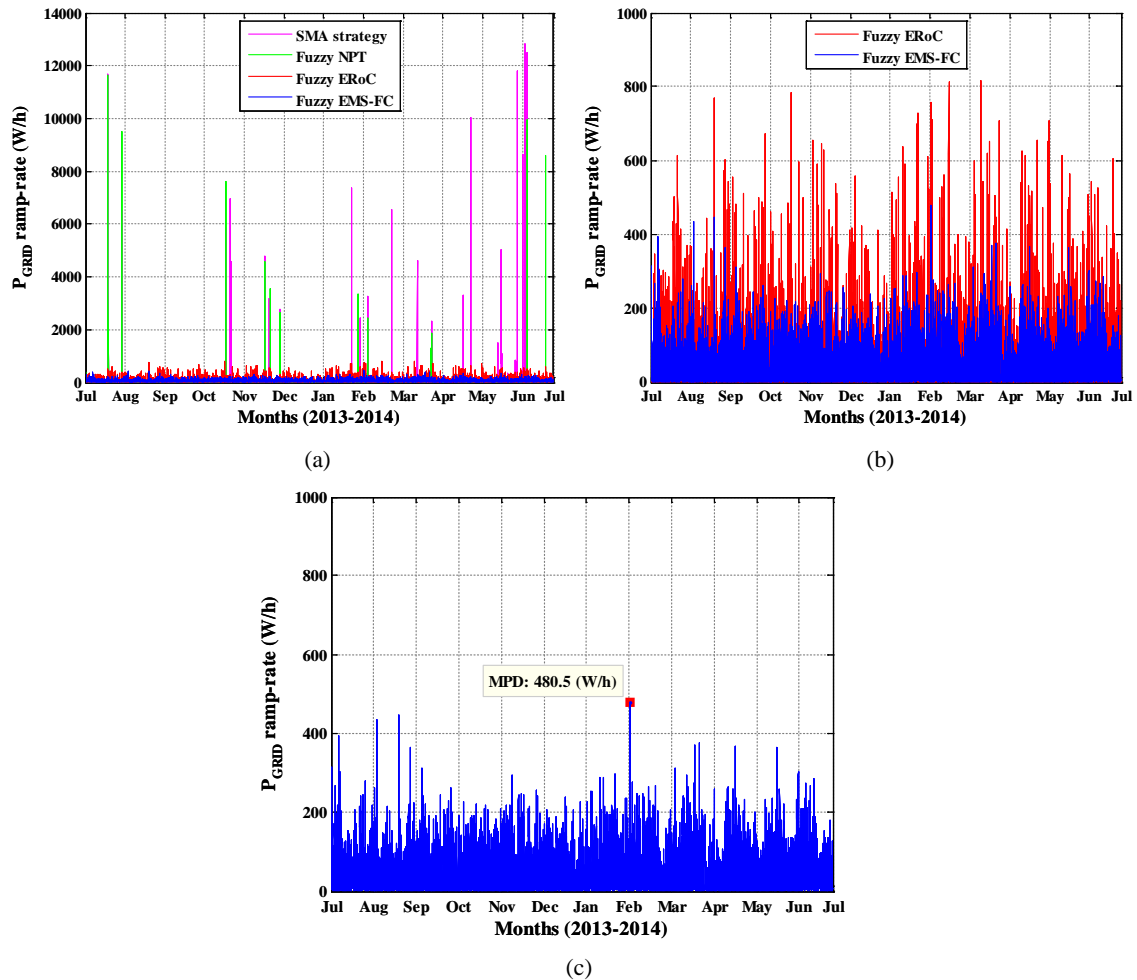 14000
12000
10000
8000
6000
4000
2000
0
P_GRID ramp-rate (W/h)
SMA strategy
Fuzzy NPT
Fuzzy ERoC
Fuzzy EMS-FC
Jul Aug Sep Oct Nov Dec Jan Feb Mar Apr May Jun Jul
Months (2013-2014)
(a)
1000
800
600
400
200
0
P_GRID ramp-rate (W/h)
Fuzzy ERoC
Fuzzy EMS-FC
Jul Aug Sep Oct Nov Dec Jan Feb Mar Apr May Jun Jul
Months (2013-2014)
(b)
1000
800
600
400
200
0
P_GRID ramp-rate (W/h)
MPD: 480.5 (W/h)
Jul Aug Sep Oct Nov Dec Jan Feb Mar Apr May Jun Jul
Months (2013-2014)
(c)